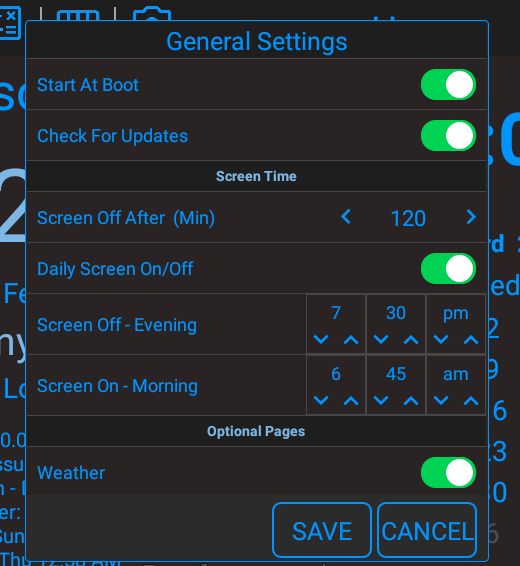 General Settings
Start At Boot
Check For Updates
Screen Time
Screen Off After (Min)
120
Daily Screen On/Off
Screen Off - Evening
7 30 pm
Screen On - Morning
6 45 am
Optional Pages
Weather
SAVE CANCEL